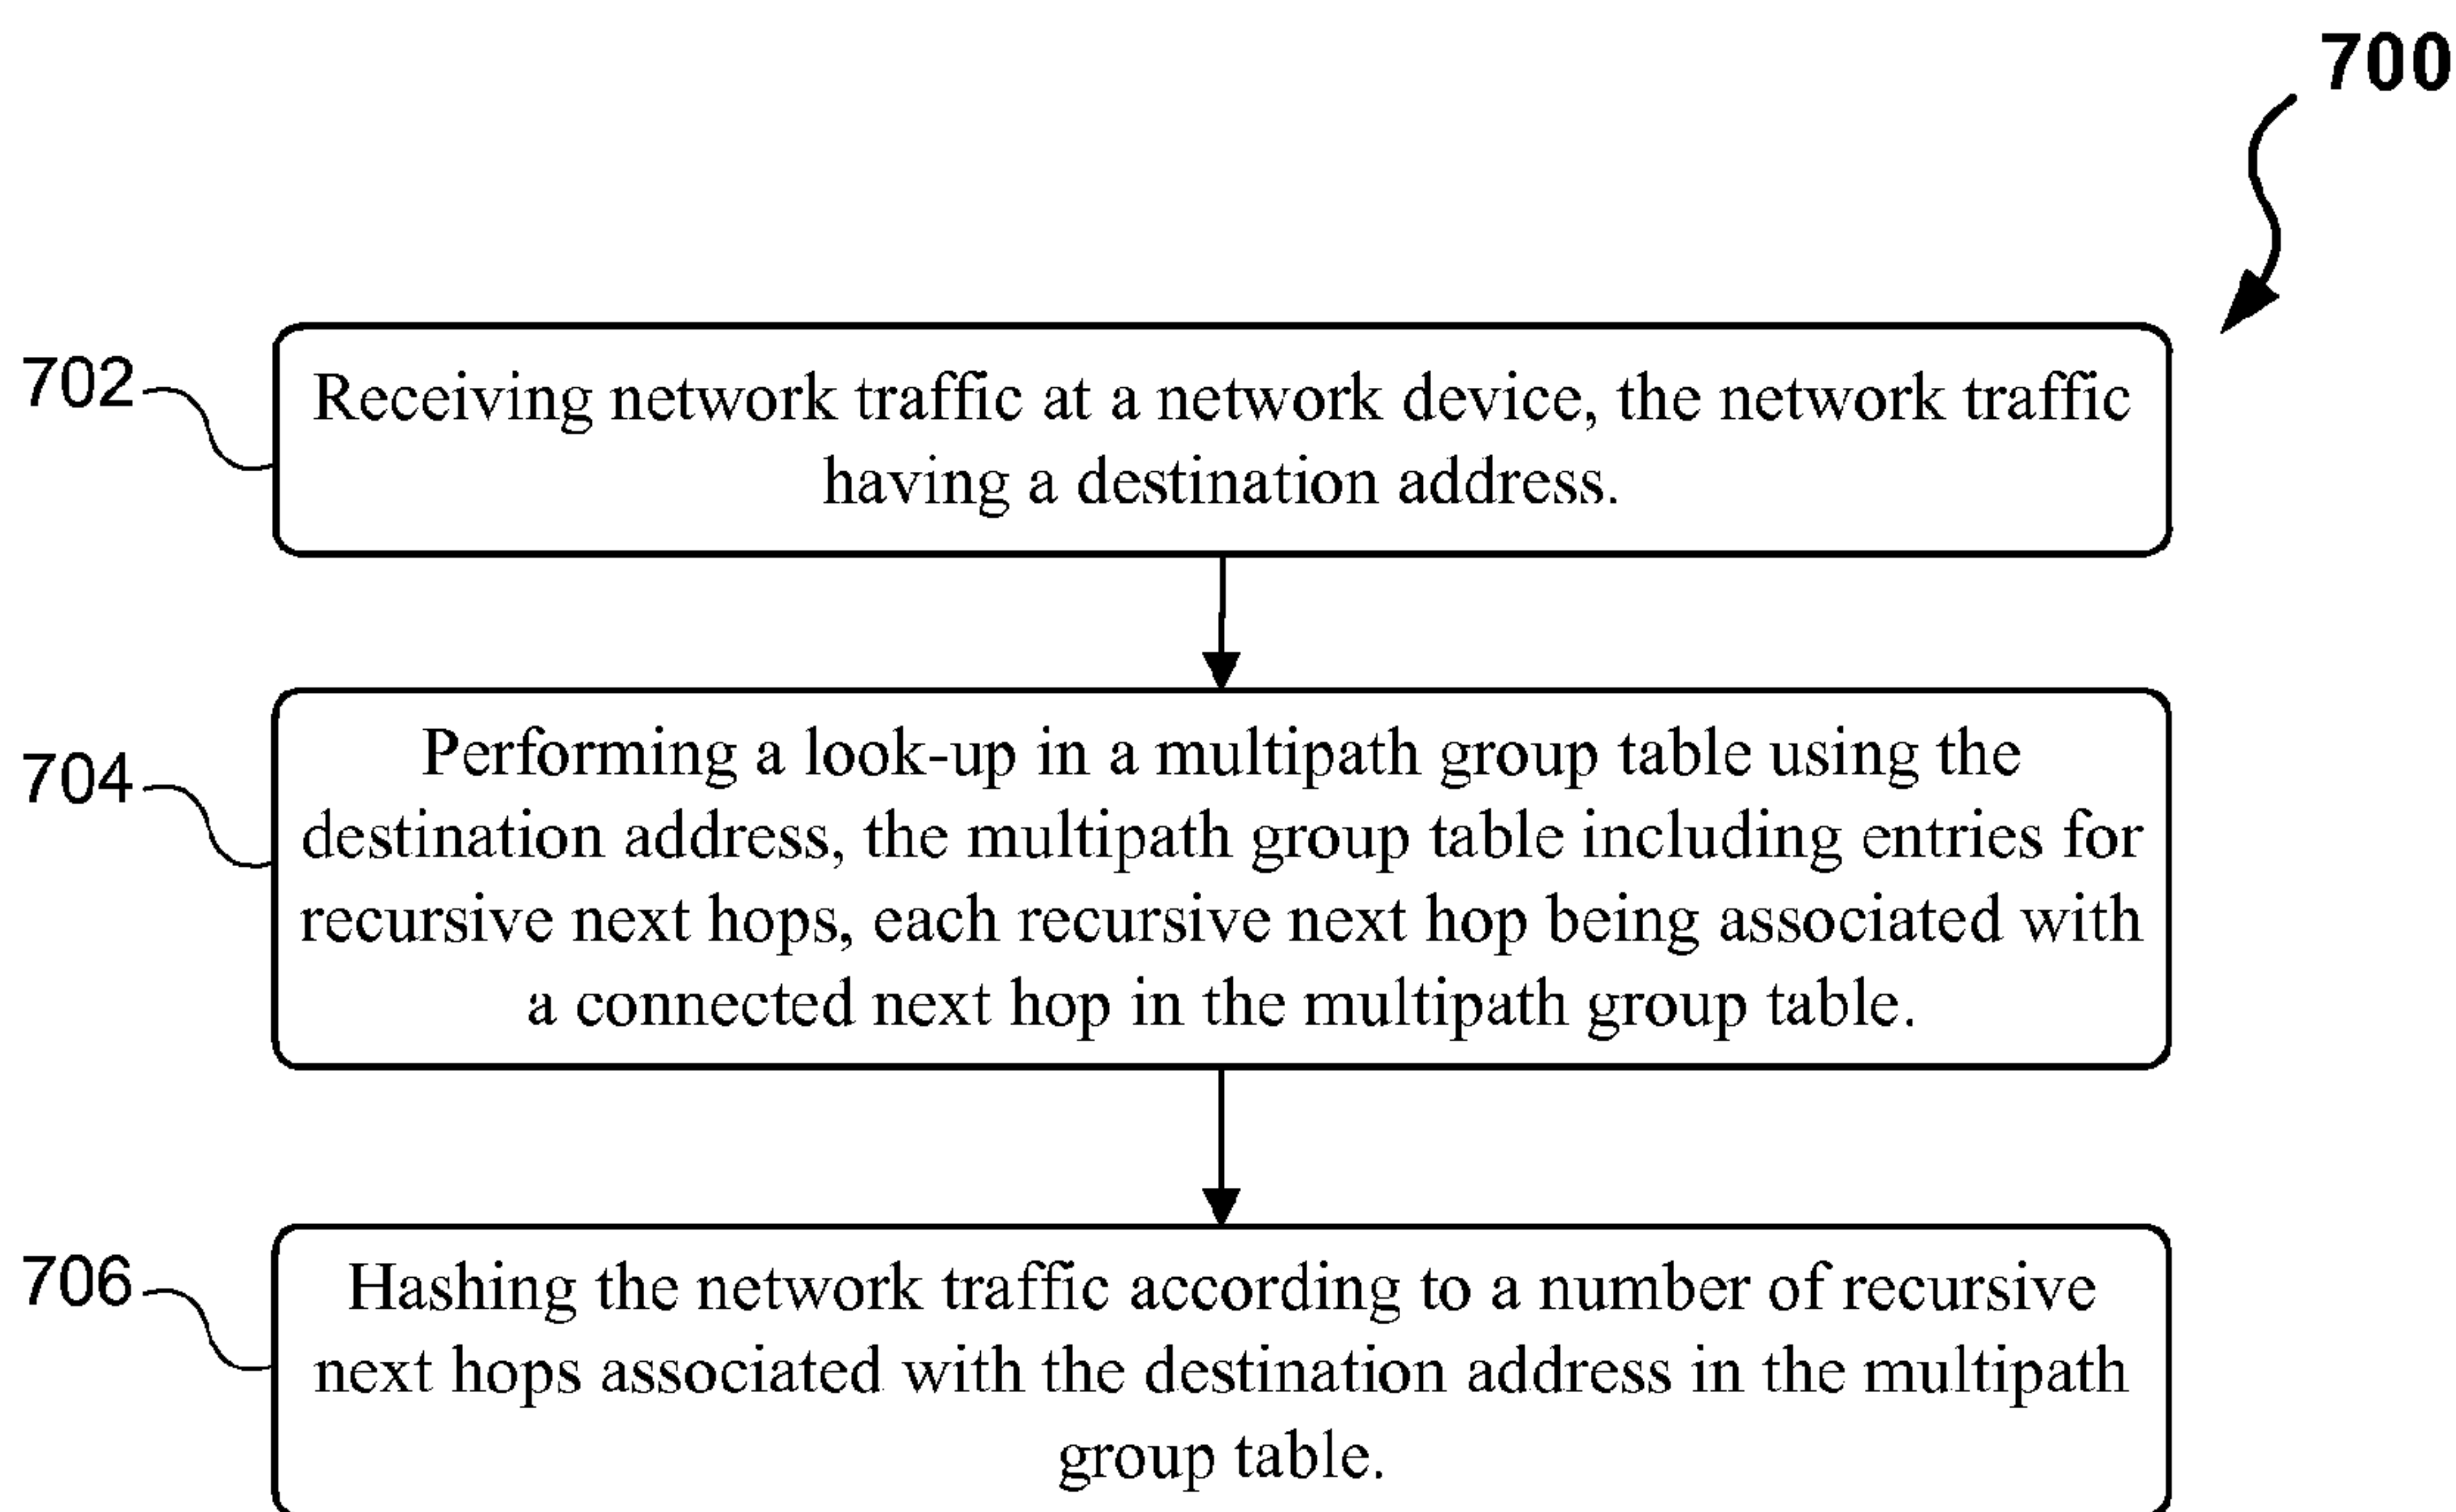 700
702
Receiving network traffic at a network device, the network traffic
having a destination address.
704
Performing a look-up in a multipath group table using the
destination address, the multipath group table including entries for
recursive next hops, each recursive next hop being associated with
a connected next hop in the multipath group table.
706
Hashing the network traffic according to a number of recursive
next hops associated with the destination address in the multipath
group table.